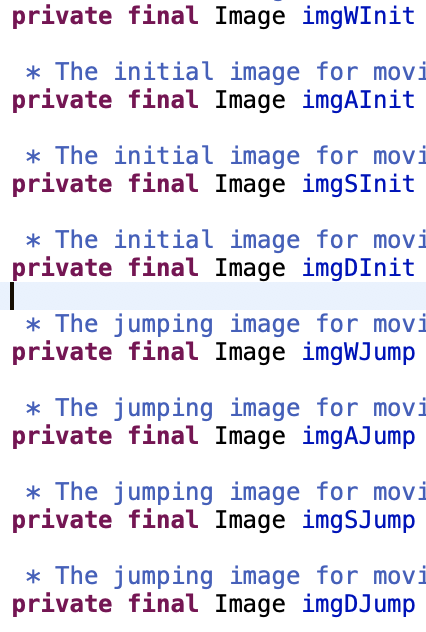 private final Image imgWInit
* The initial image for movi
private final Image imgAInit
* The initial image for movi
private final Image imgSInit
* The initial image for movi
private final Image imgDInit
* The jumping image for movi
private final Image imgWJump
* The jumping image for movi
private final Image imgAJump
* The jumping image for movi
private final Image imgSJump
* The jumping image for movi
private final Image imgDJump